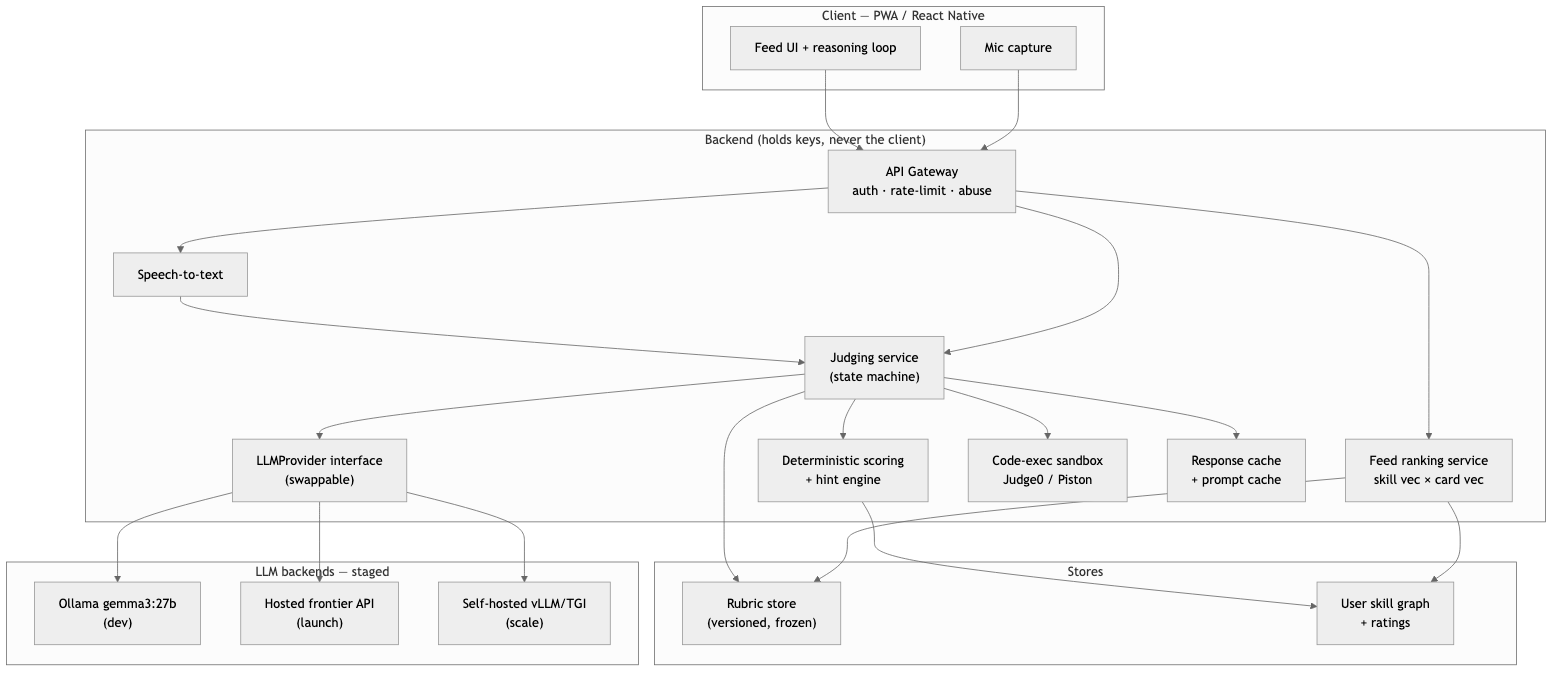 Client — PWA / React Native
Feed UI + reasoning loop
Mic capture
Backend (holds keys, never the client)
API Gateway
auth · rate-limit · abuse
Speech-to-text
Judging service
(state machine)
LLMProvider interface
(swappable)
Deterministic scoring
+ hint engine
Code-exec sandbox
Judge0 / Piston
Response cache
+ prompt cache
Feed ranking service
skill vec × card vec
LLM backends — staged
Ollama gemma3:27b
(dev)
Hosted frontier API
(launch)
Self-hosted vLLM/TGI
(scale)
Stores
Rubric store
(versioned, frozen)
User skill graph
+ ratings